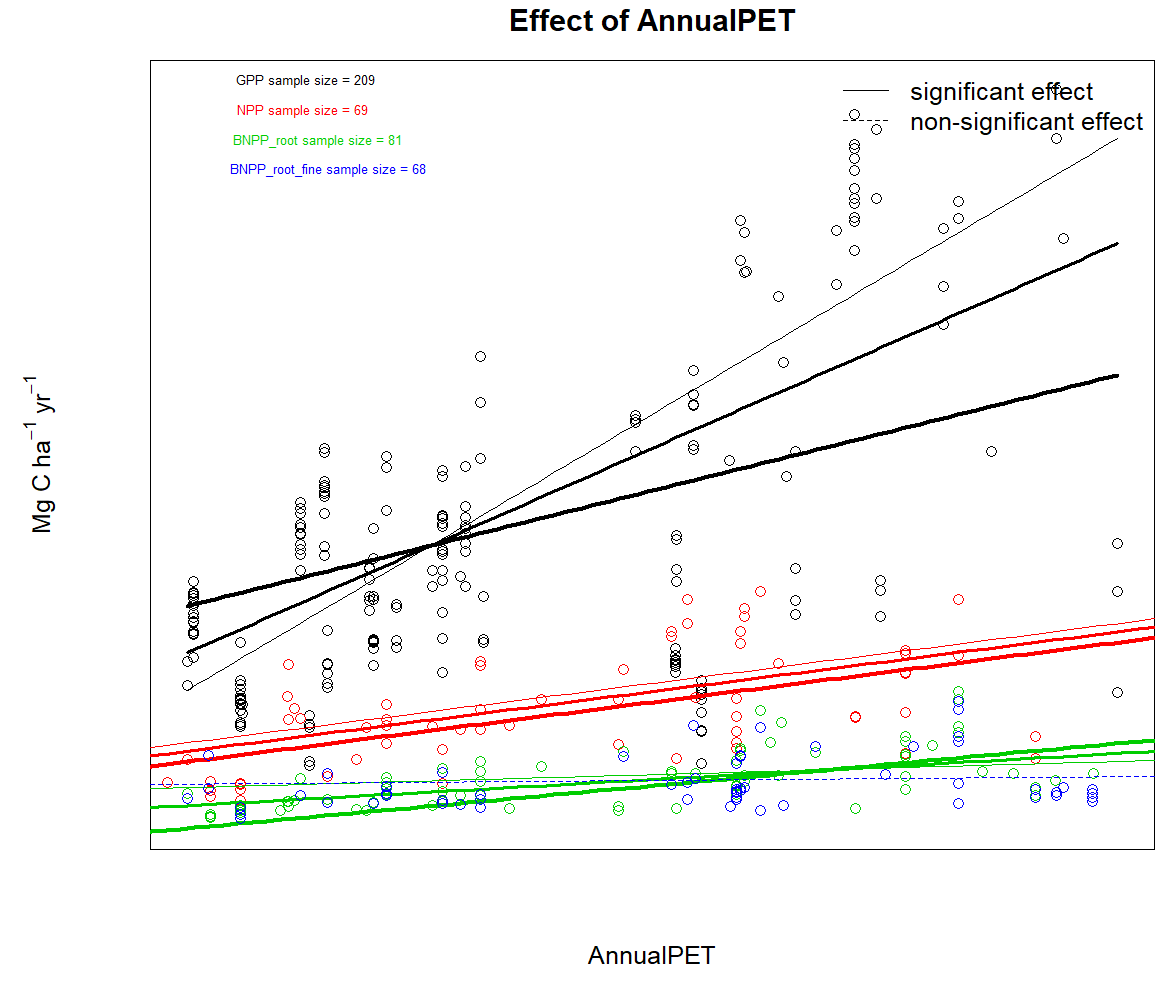 Effect of AnnualPET
GPP sample size = 209
NPP sample size = 69
BNPP_root sample size = 81
BNPP_root_fine sample size = 68
significant effect
non-significant effect
Mg C ha⁻¹ yr⁻¹
AnnualPET